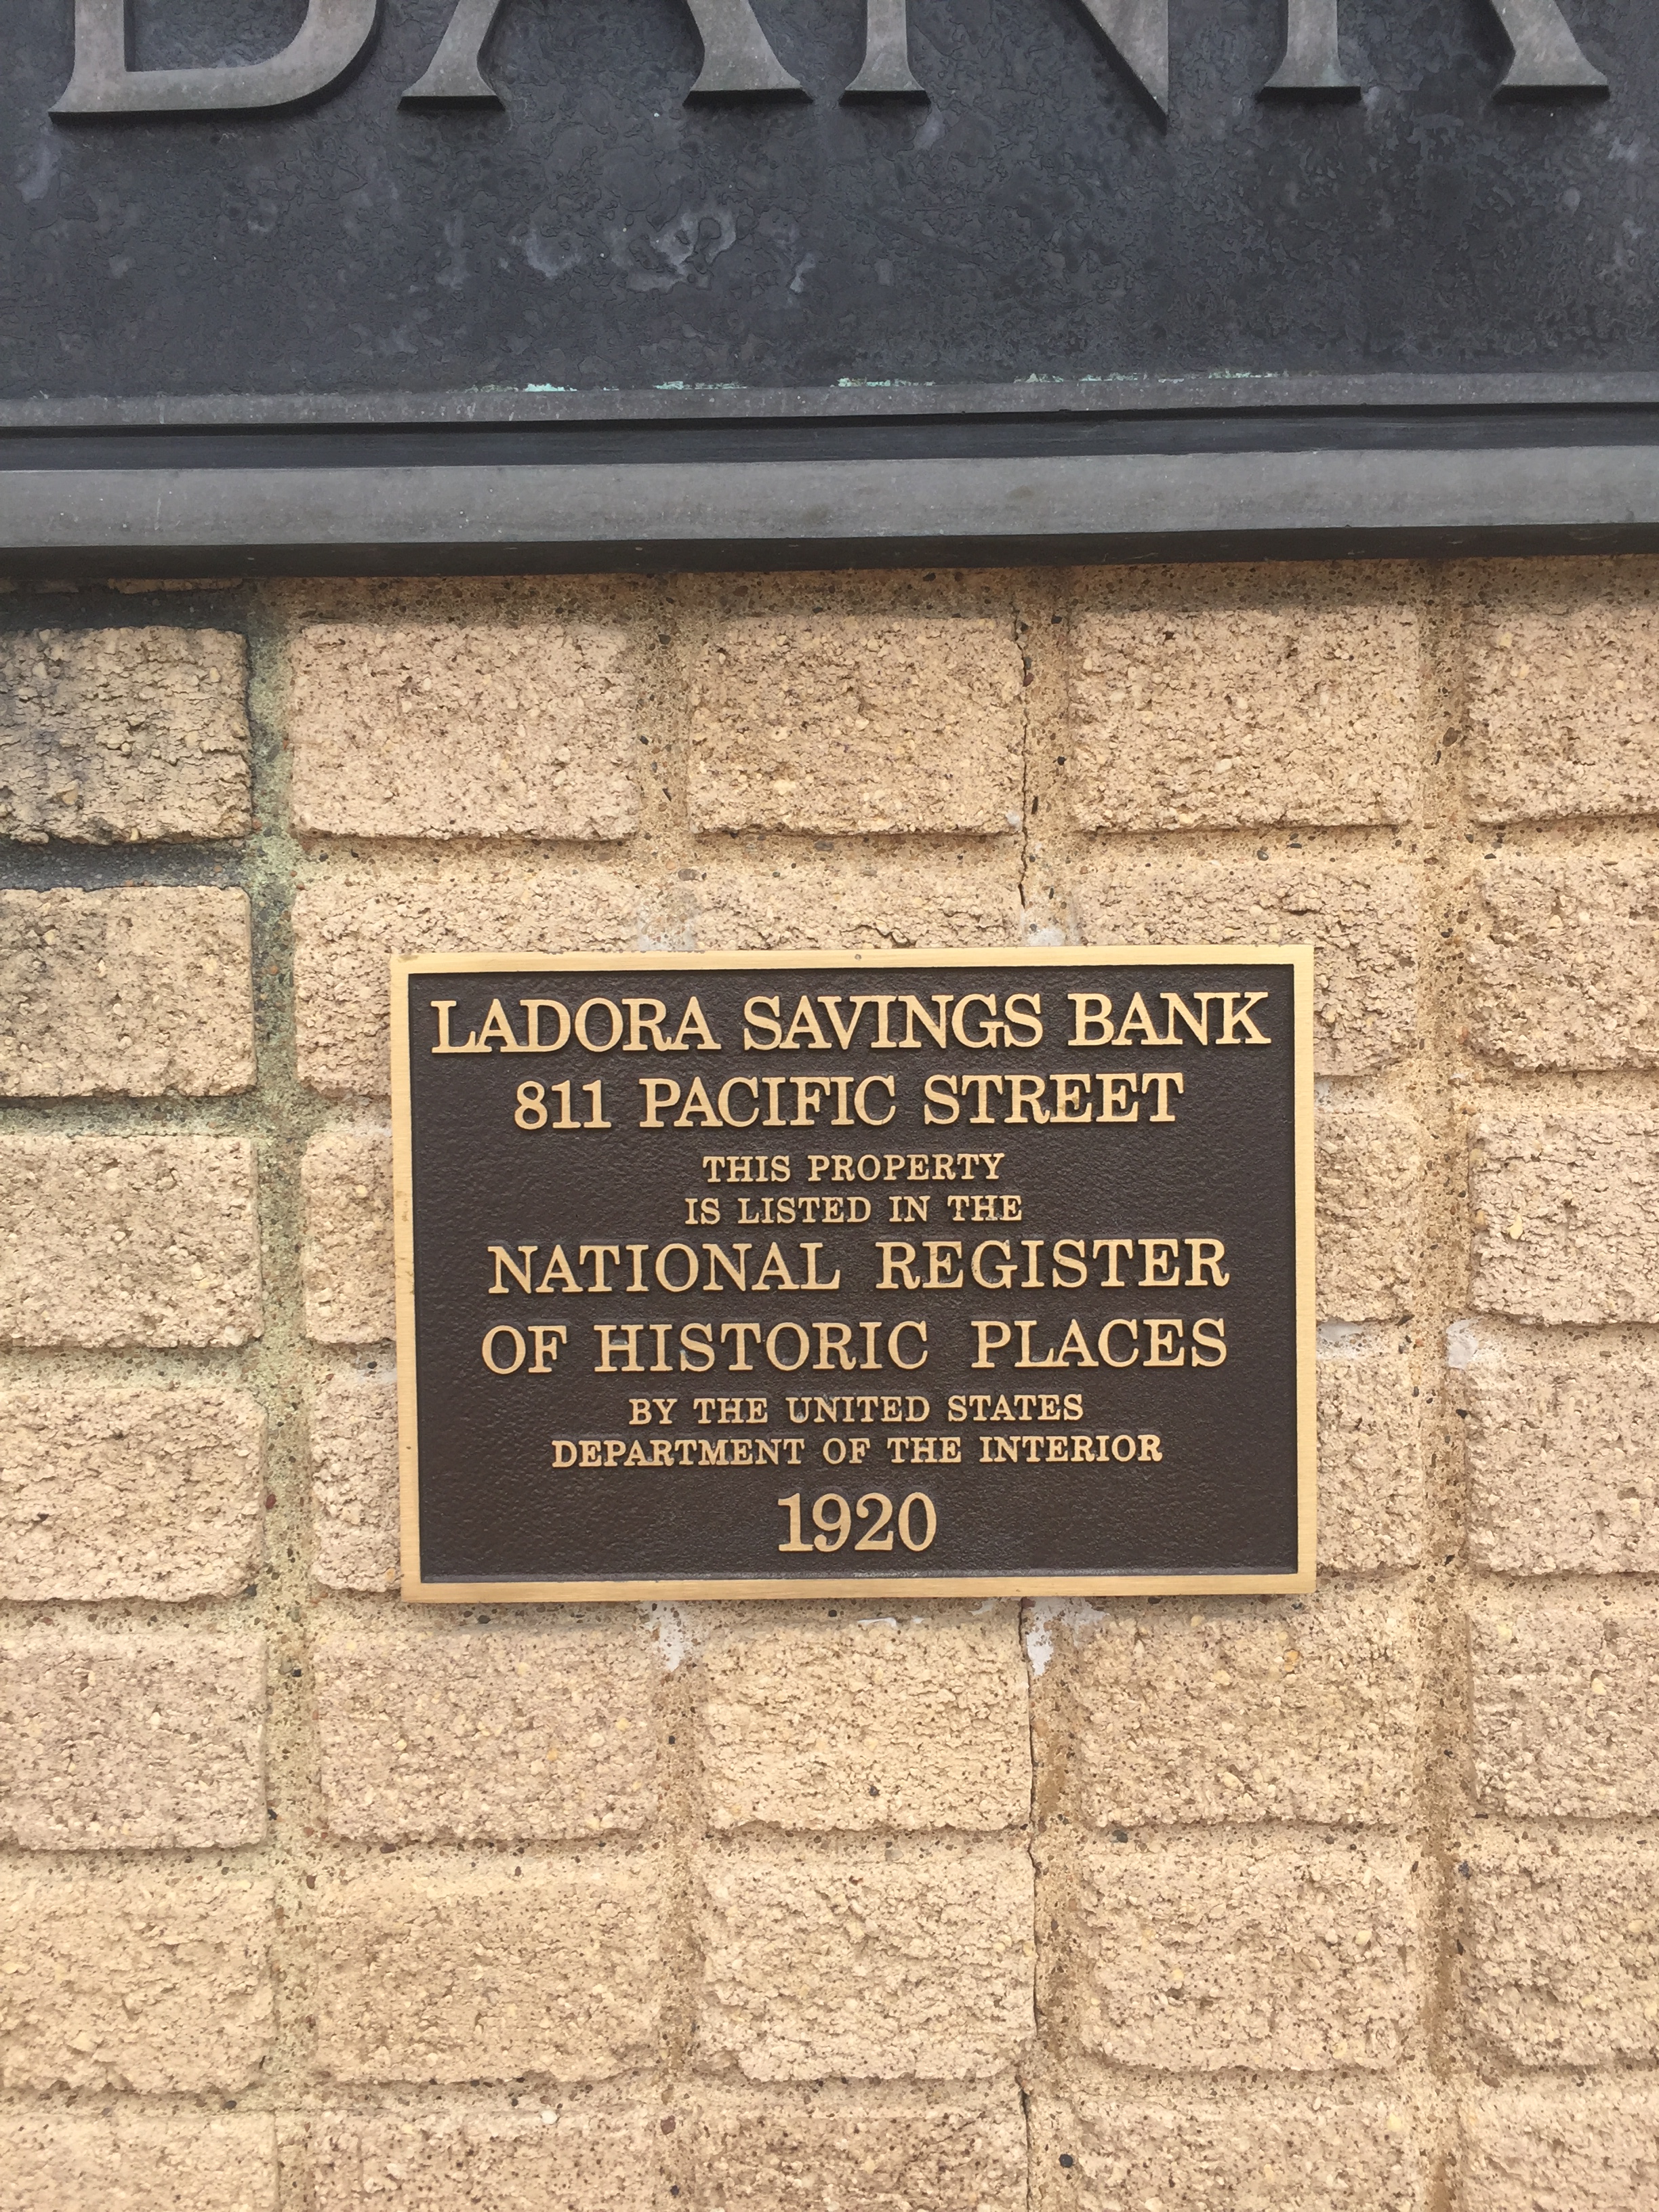 BANK
LADORA SAVINGS BANK
811 PACIFIC STREET
THIS PROPERTY
IS LISTED IN THE
NATIONAL REGISTER
OF HISTORIC PLACES
BY THE UNITED STATES
DEPARTMENT OF THE INTERIOR
1920